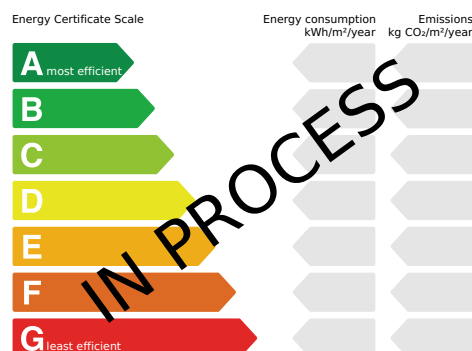 Energy Certificate Scale
Energy consumption
kWh/m²/year
Emissions
kg CO₂/m²/year
A most efficient
B
C
D
E
F
G least efficient
IN PROCESS